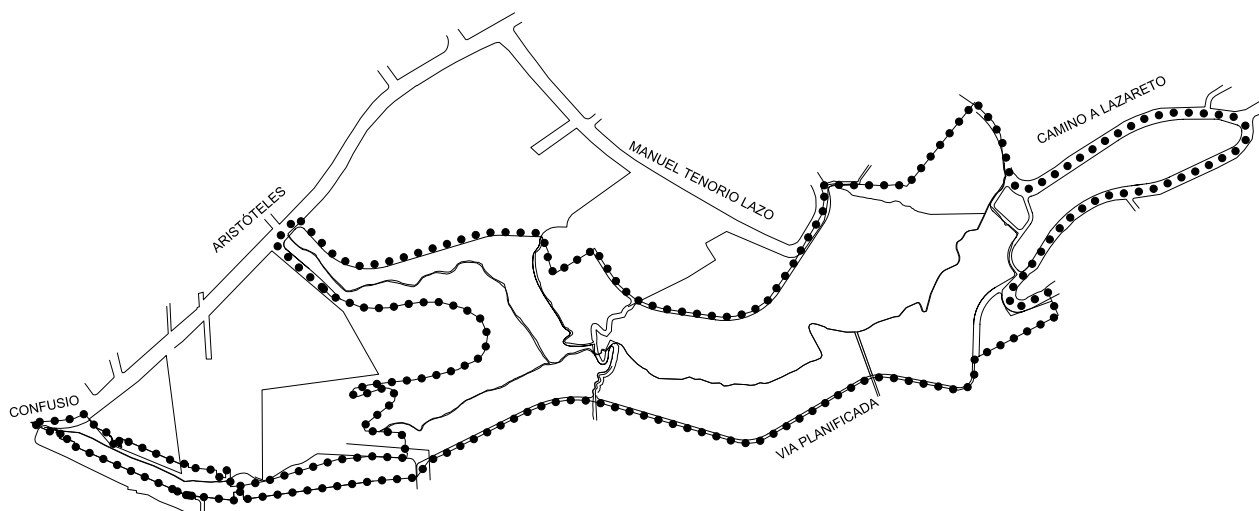 CAMINO A LAZARETO
MANUEL TENORIO LAZO
ARISTÓTELES
CONFUSIO
VIA PLANIFICADA